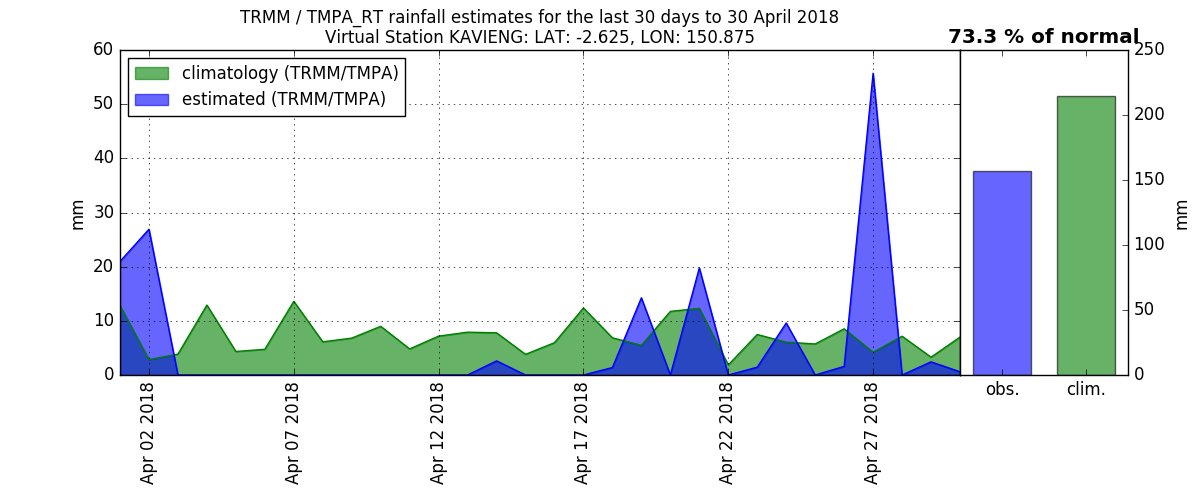 TRMM / TMPA_RT rainfall estimates for the last 30 days to 30 April 2018
Virtual Station KAVIENG: LAT: -2.625, LON: 150.875
73.3 % of normal
climatology (TRMM/TMPA)
estimated (TRMM/TMPA)
60
50
40
30
20
10
0
mm
Apr 02 2018
Apr 07 2018
Apr 12 2018
Apr 17 2018
Apr 22 2018
Apr 27 2018
obs.
clim.
250
200
150
100
50
0
mm